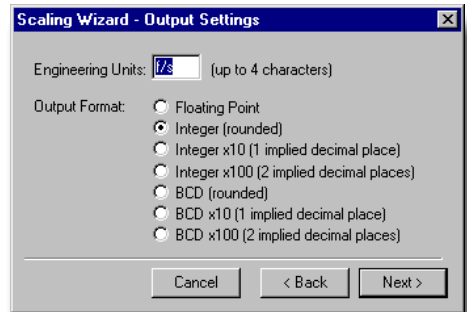 Scaling Wizard - Output Settings
Engineering Units: f/s (up to 4 characters)
Output Format: Floating Point
Integer (rounded)
Integer x10 (1 implied decimal place)
Integer x100 (2 implied decimal places)
BCD (rounded)
BCD x10 (1 implied decimal place)
BCD x100 (2 implied decimal places)
Cancel < Back Next >